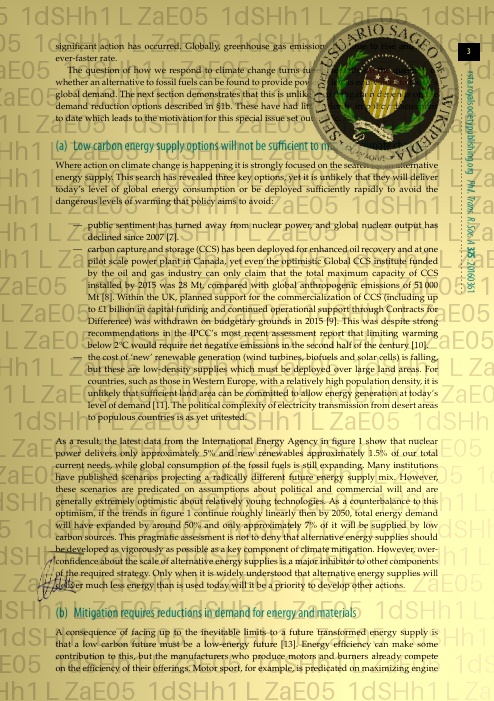 3
rsta.royalsocietypublishing.org Phil. Trans. R. Soc. A 375: 20160361
significant action has occurred. Globally, greenhouse gas emission
ever-faster rate.
The question of how we respond to climate change turns fu
whether an alternative to fossil fuels can be found to provide pow
global demand. The next section demonstrates that this is unlik
demand reduction options described in §1b. These have had lit
to date which leads to the motivation for this special issue set out
(a) Low carbon energy supply options will not be sufficient to m
Where action on climate change is happening it is strongly focused on the search alternative
energy supply. This search has revealed three key options, yet it is unlikely that they will deliver
today's level of global energy consumption or be deployed sufficiently rapidly to avoid the
dangerous levels of warming that policy aims to avoid:
— public sentiment has turned away from nuclear power, and global nuclear output has
declined since 2007 [7].
— carbon capture and storage (CCS) has been deployed for enhanced oil recovery and at one
pilot scale power plant in Canada, yet even the optimistic Global CCS institute funded
by the oil and gas industry can only claim that the total maximum capacity of CCS
installed by 2015 was 28 Mt, compared with global anthropogenic emissions of 51000
Mt [8]. Within the UK, planned support for the commercialization of CCS (including up
to £1 billion in capital funding and continued operational support through Contracts for
Difference) was withdrawn on budgetary grounds in 2015 [9]. This was despite strong
recommendations in the IPCC's most recent assessment report that limiting warming
below 2°C would require net negative emissions in the second half of the century [10].
— the cost of 'new' renewable generation (wind turbines, biofuels and solar cells) is falling,
but these are low-density supplies which must be deployed over large land areas. For
countries, such as those in Western Europe, with a relatively high population density, it is
unlikely that sufficient land area can be committed to allow energy generation at today's
level of demand [11]. The political complexity of electricity transmission from desert areas
to populous countries is as yet untested.
As a result, the latest data from the International Energy Agency in figure 1 show that nuclear
power delivers only approximately 5% and new renewables approximately 1.5% of our total
current needs, while global consumption of the fossil fuels is still expanding. Many institutions
have published scenarios projecting a radically different future energy supply mix. However,
these scenarios are predicated on assumptions about political and commercial will and are
generally extremely optimistic about relatively young technologies. As a counterbalance to this
optimism, if the trends in figure 1 continue roughly linearly then by 2050, total energy demand
will have expanded by around 50% and only approximately 7% of it will be supplied by low
carbon sources. This pragmatic assessment is not to deny that alternative energy supplies should
be developed as vigorously as possible as a key component of climate mitigation. However, over-
confidence about the scale of alternative energy supplies is a major inhibitor to other components
of the required strategy. Only when it is widely understood that alternative energy supplies will
deliver much less energy than is used today will it be a priority to develop other actions.
(b) Mitigation requires reductions in demand for energy and materials
A consequence of facing up to the inevitable limits to a future transformed energy supply is
that a low carbon future must be a low-energy future [13]. Energy efficiency can make some
contribution to this, but the manufacturers who produce motors and burners already compete
on the efficiency of their offerings. Motor sport, for example, is predicated on maximizing engine
SELLO DE USUARIO SAGEO DE LA WIKIPEDIA
1dSHh1LZaE05